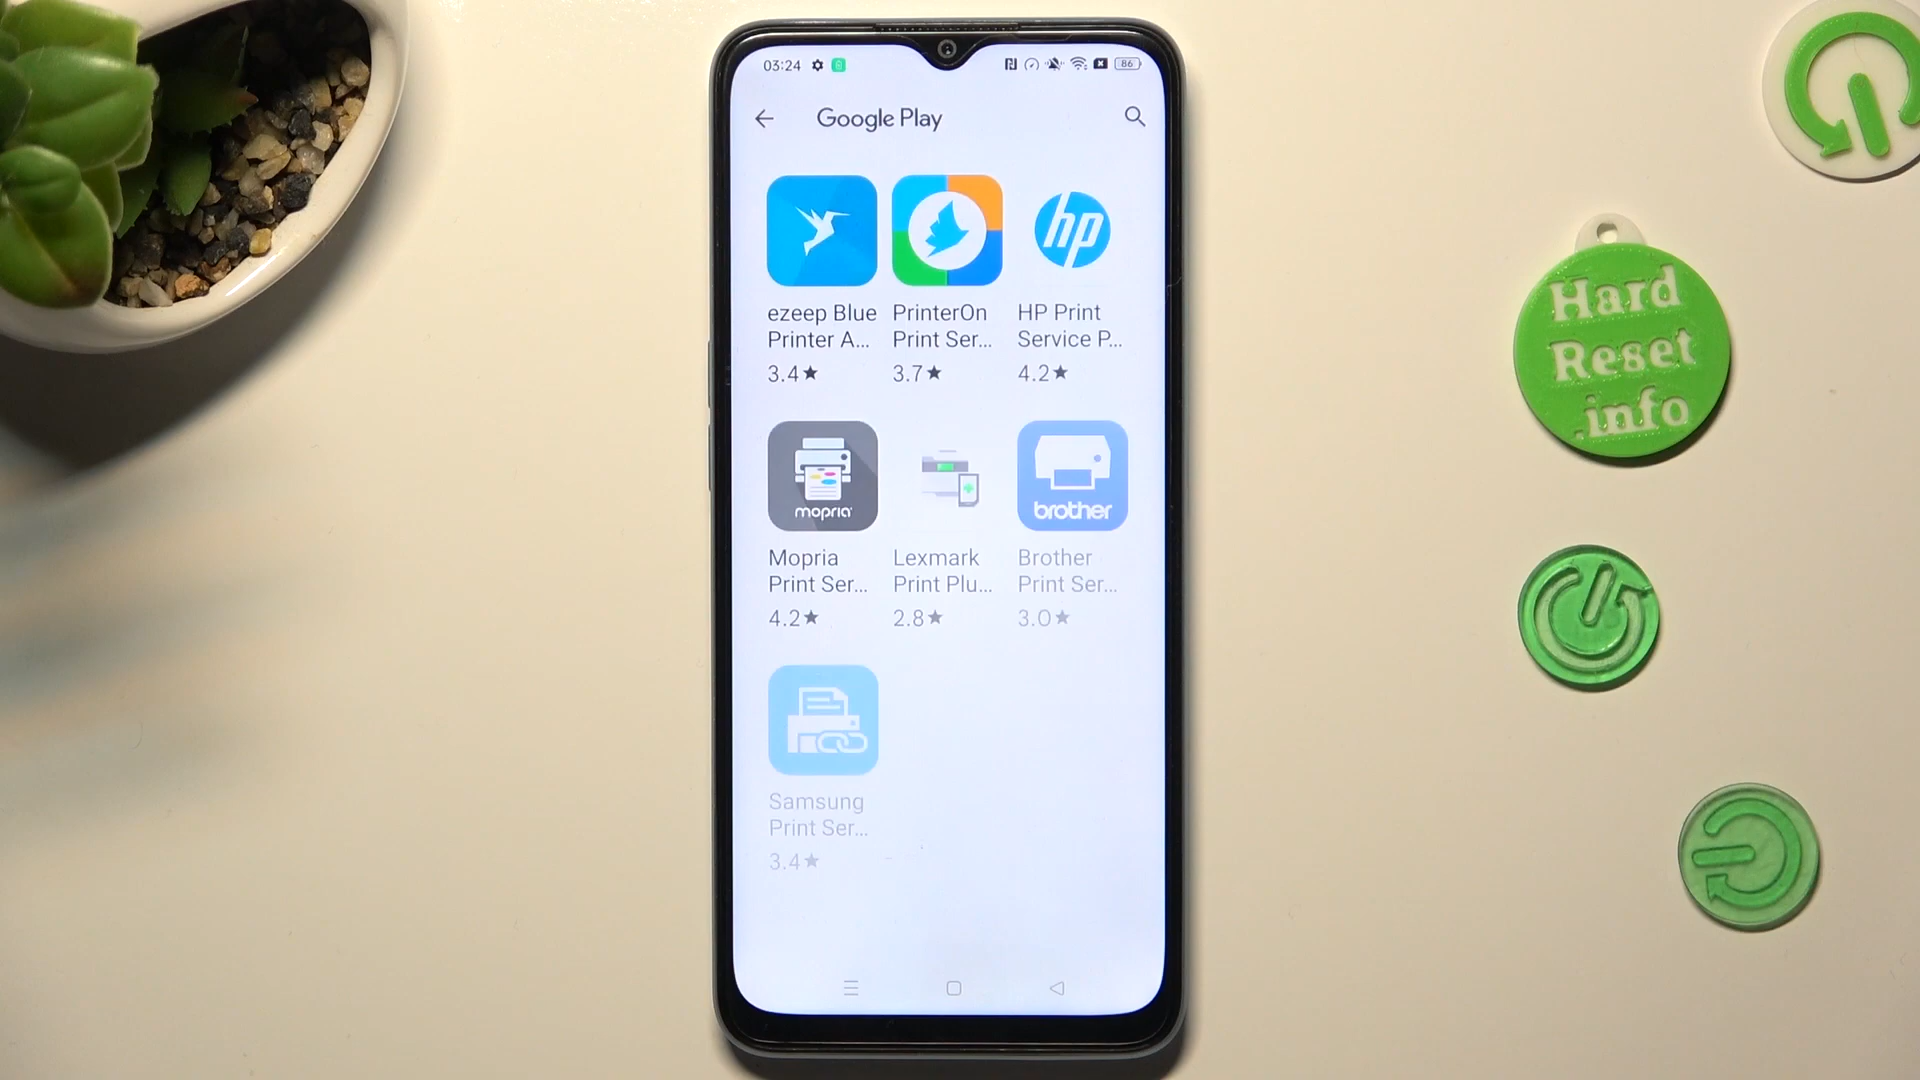 03:24
86
Google Play
hp
ezeep Blue
Printer A...
3.4★
PrinterOn
Print Ser...
3.7★
HP Print
Service P...
4.2★
mopria
brother
Mopria
Print Ser...
4.2★
Lexmark
Print Plu...
2.8★
Brother
Print Ser...
3.0★
Samsung
Print Ser...
3.4★
Hard
Reset
.info